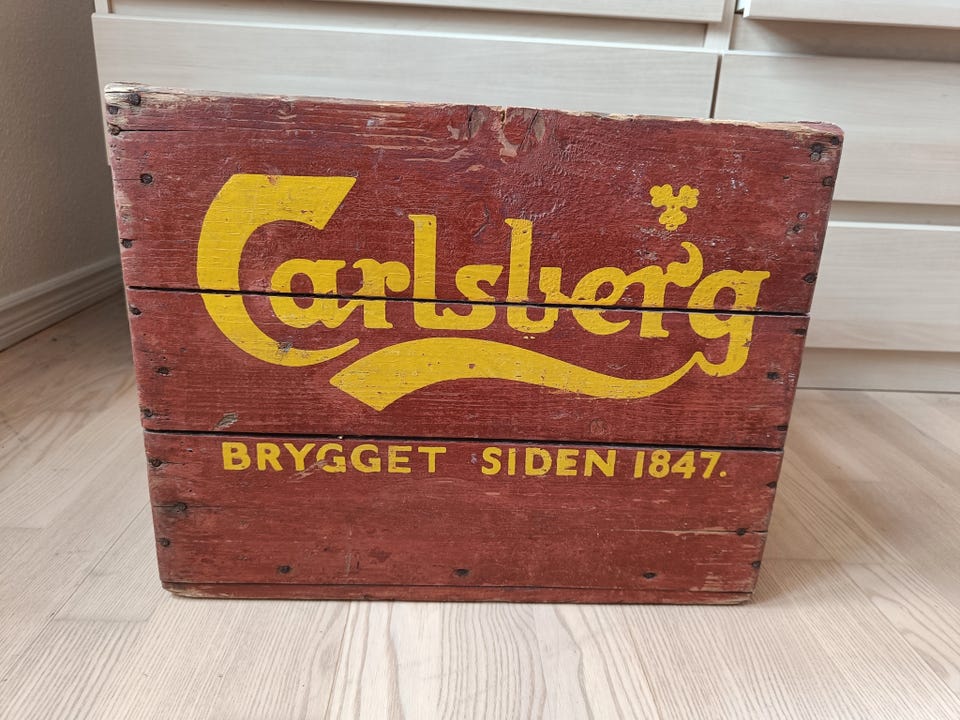 Carlsberg
BRYGGET SIDEN 1847.